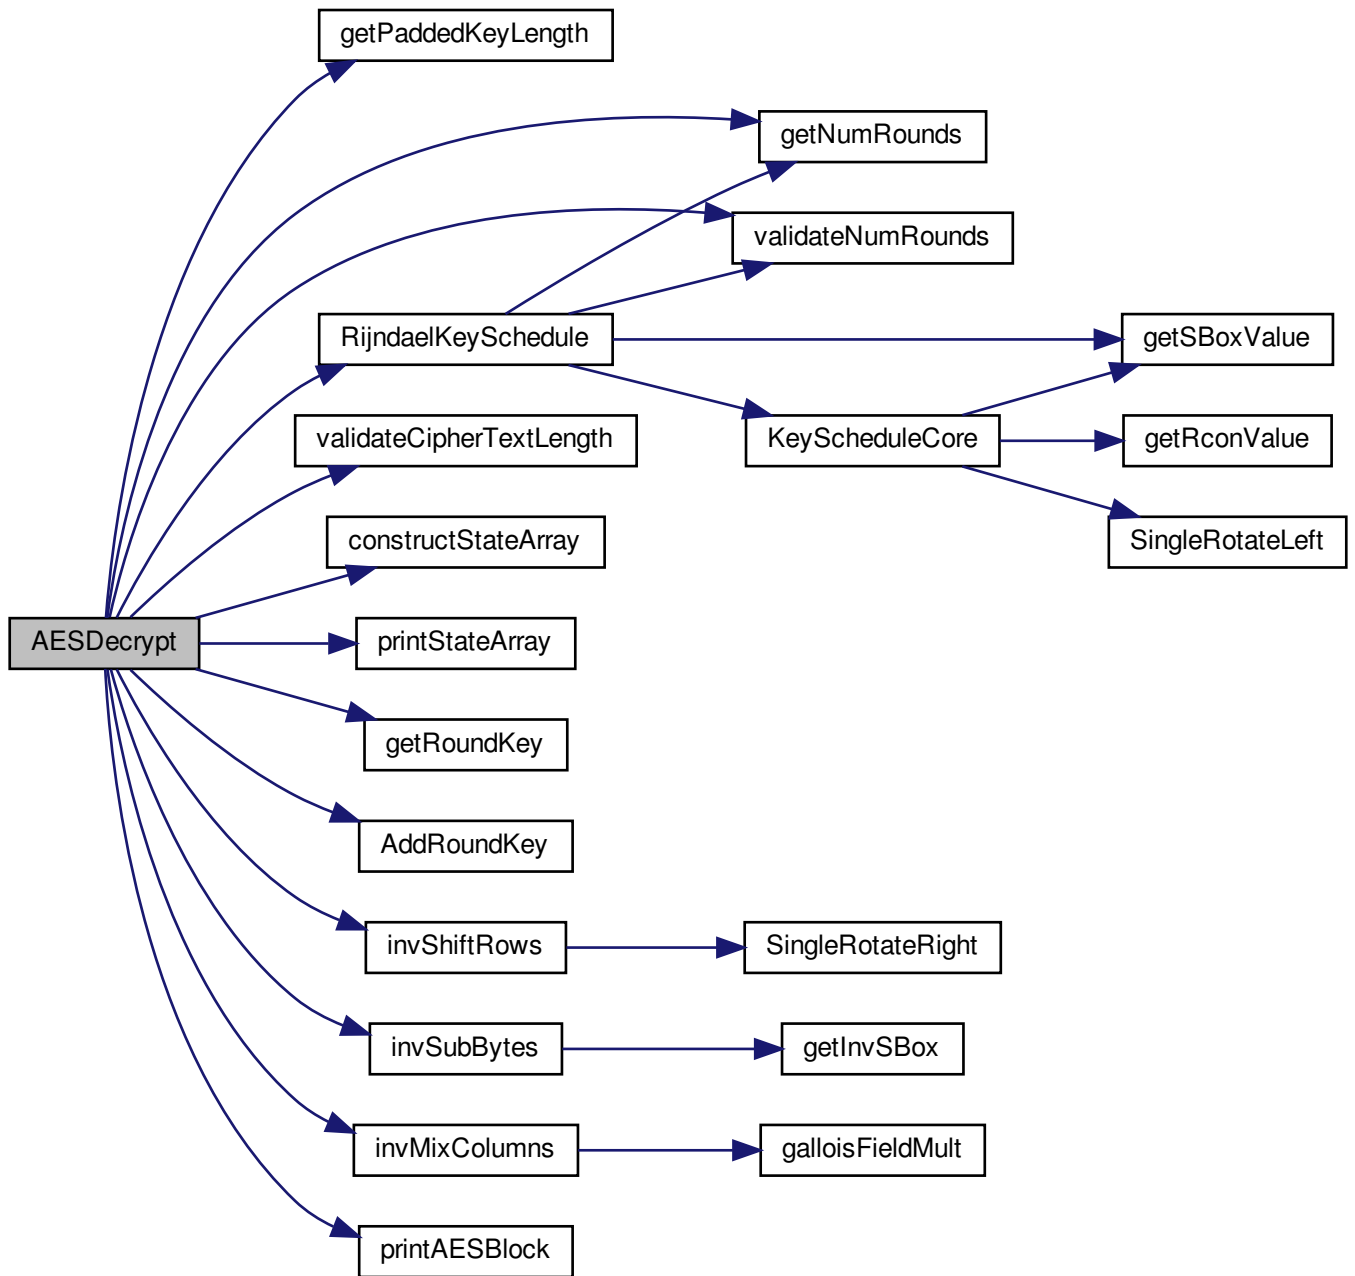 getPaddedKeyLength
getNumRounds
validateNumRounds
RijndaelKeySchedule
getSBoxValue
validateCipherTextLength
KeyScheduleCore
getRconValue
constructStateArray
SingleRotateLeft
AESDecrypt
printStateArray
getRoundKey
AddRoundKey
invShiftRows
SingleRotateRight
invSubBytes
getInvSBox
invMixColumns
galloisFieldMult
printAESBlock